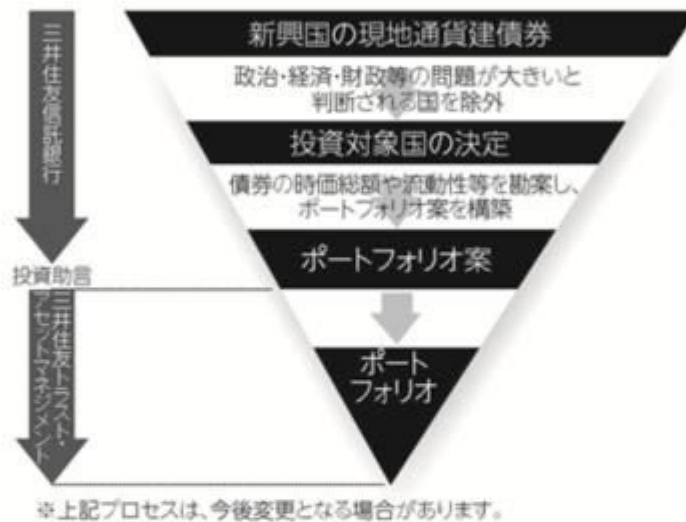 新興国の現地通貨建債券
政治・経済・財政等の問題が大きいと
判断される国を除外
投資対象国の決定
債券の時価総額や流動性等を勘案し、
ポートフォリオ案を構築
ポートフォリオ案
ポート
フォリオ
三井住友信託銀行
投資助言
三井住友トラスト・
アセットマネジメント
※上記プロセスは、今後変更となる場合があります。